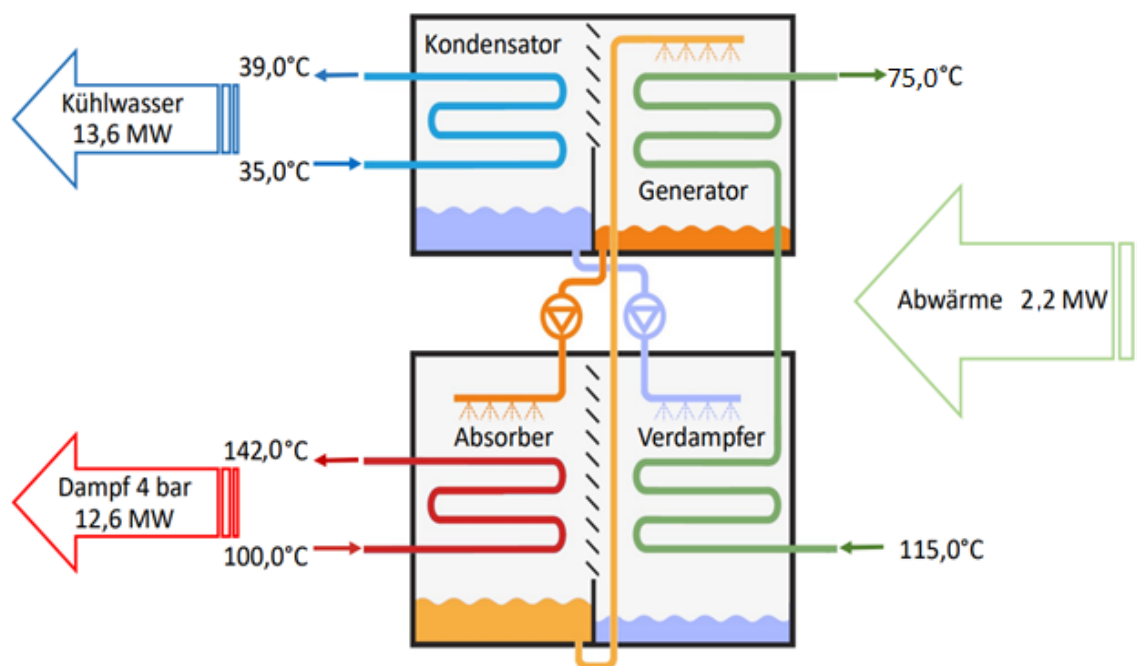 Kondensator
39,0°C
75,0°C
Kühlwasser
13,6 MW
35,0°C
Generator
Abwärme 2,2 MW
Absorber
Verdampfer
142,0°C
Dampf 4 bar
12,6 MW
100,0°C
115,0°C